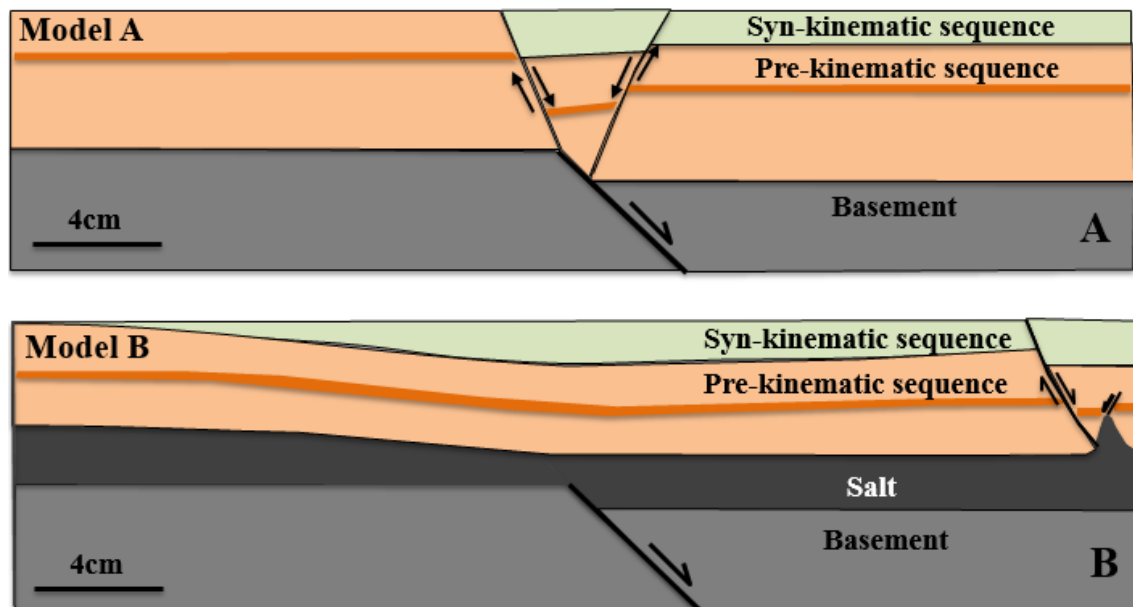 Model A
Syn-kinematic sequence
Pre-kinematic sequence
Basement
4cm
A
Model B
Syn-kinematic sequence
Pre-kinematic sequence
Salt
Basement
4cm
B